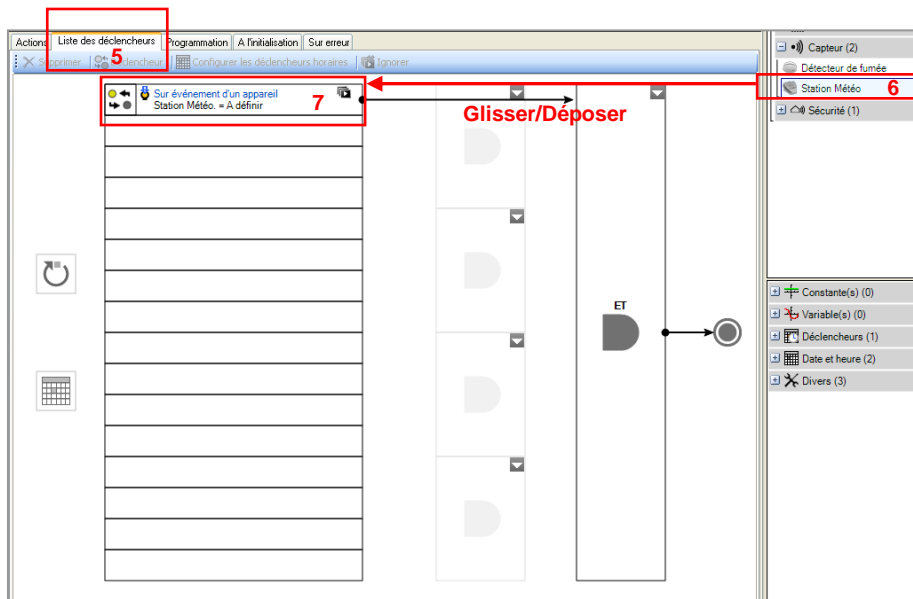 Actions Liste des déclencheurs Programmation A l'initialisation Sur erreur
5
Supprimer Déclencheur Configurer les déclencheurs horaires Ignorer
Sur événement d'un appareil
Station Météo. = A définir
7
Glisser/Déposer
ET
Capteur (2)
Détecteur de fumée
Station Météo
6
Sécurité (1)
Constante(s) (0)
Variable(s) (0)
Déclencheurs (1)
Date et heure (2)
Divers (3)